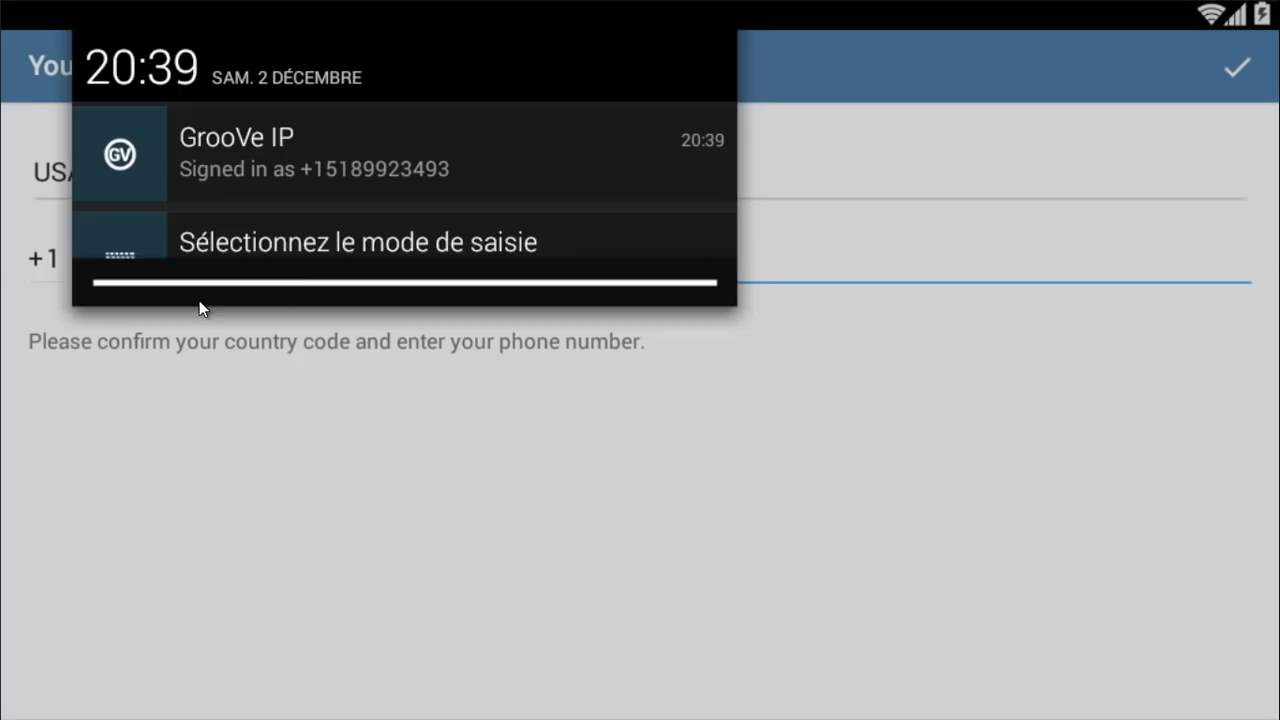 You
20:39 SAM. 2 DÉCEMBRE
GV
GrooVe IP 20:39
Signed in as +15189923493
USA
Sélectionnez le mode de saisie
+1
Please confirm your country code and enter your phone number.